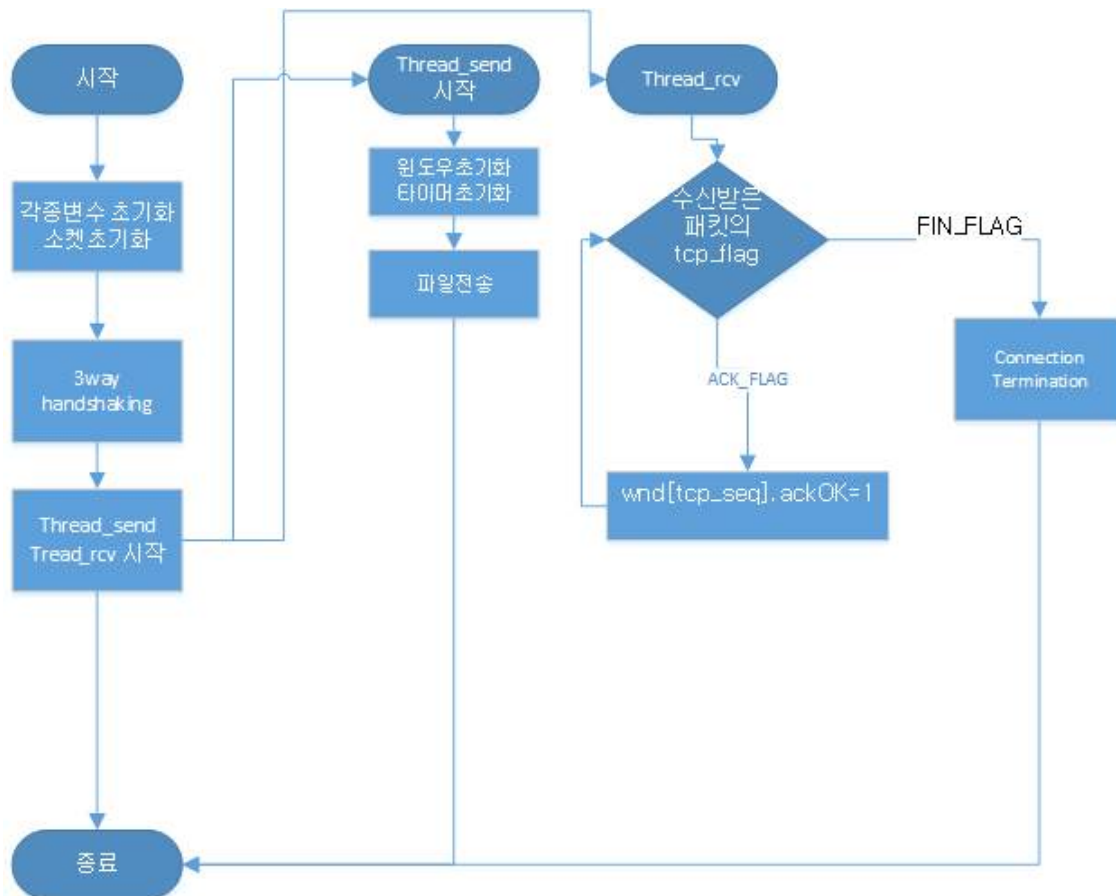 시작
각종변수 초기화
소켓초기화
3way
handshaking
Thread_send
Tread_rcv 시작
종료
Thread_send
시작
윈도우초기화
타이머초기화
파일전송
Thread_rcv
수신받은
패킷의
tcp_flag
FIN_FLAG
ACK_FLAG
wnd[tcp_seq].ackOK=1
Connection
Termination